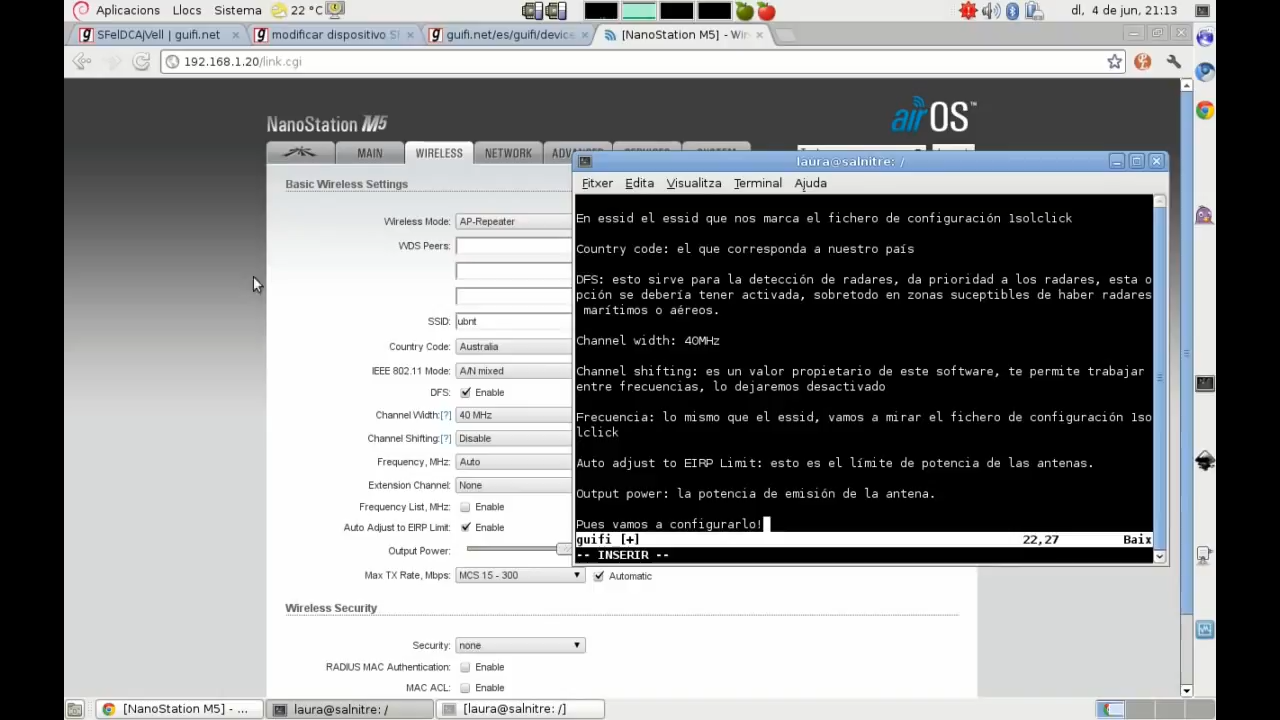 Aplicacions Llocs Sistema 22 °C dl, 4 de jun, 21:13
SFelDCAjVell | guifi.net
modificar dispositivo S
guifi.net/es/guifi/device
[NanoStation M5] - Wir
192.168.1.20/link.cgi
NanoStation M5
airOS™
MAIN WIRELESS NETWORK
Basic Wireless Settings
Wireless Mode: AP-Repeater
WDS Peers:
SSID: ubnt
Country Code: Australia
IEEE 802.11 Mode: A/N mixed
DFS: Enable
Channel Width:[?] 40 MHz
Channel Shifting:[?] Disable
Frequency, MHz: Auto
Extension Channel: None
Frequency List, MHz: Enable
Auto Adjust to EIRP Limit: Enable
Output Power:
Max TX Rate, Mbps: MCS 15 - 300 Automatic
Wireless Security
Security: none
RADIUS MAC Authentication: Enable
MAC ACL: Enable
laura@salnitre: /
Fitxer Edita Visualitza Terminal Ajuda
En essid el essid que nos marca el fichero de configuración 1solclick
Country code: el que corresponda a nuestro país
DFS: esto sirve para la detección de radares, da prioridad a los radares, esta o
pción se debería tener activada, sobretodo en zonas suceptibles de haber radares
marítimos o aéreos.
Channel width: 40MHz
Channel shifting: es un valor propietario de este software, te permite trabajar
entre frecuencias, lo dejaremos desactivado
Frecuencia: lo mismo que el essid, vamos a mirar el fichero de configuración 1so
lclick
Auto adjust to EIRP Limit: esto es el límite de potencia de las antenas.
Output power: la potencia de emisión de la antena.
Pues vamos a configurarlo!
guifi [+] 22,27 Baix
-- INSERIR --
[NanoStation M5] - ...
laura@salnitre: /
[laura@salnitre: /]